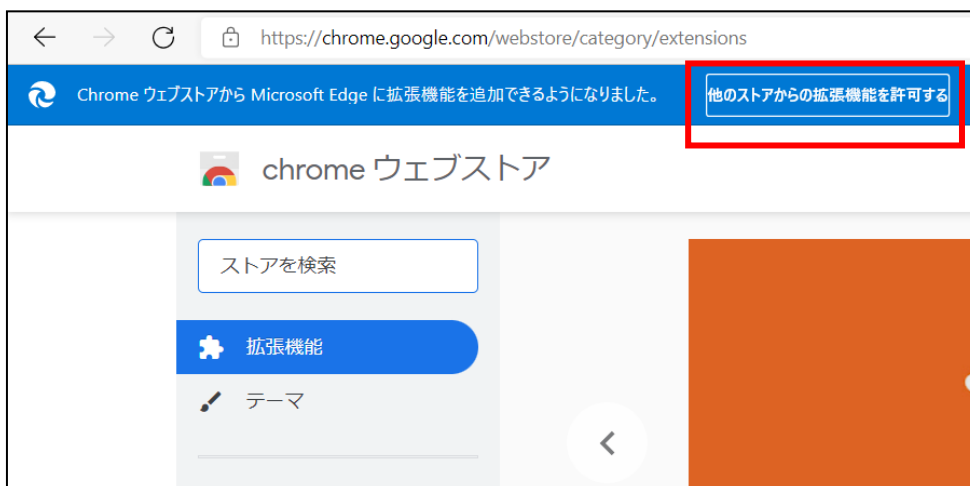 https://chrome.google.com/webstore/category/extensions
Chrome ウェブストアから Microsoft Edge に拡張機能を追加できるようになりました。 他のストアからの拡張機能を許可する
chrome ウェブストア
ストアを検索
拡張機能
テーマ